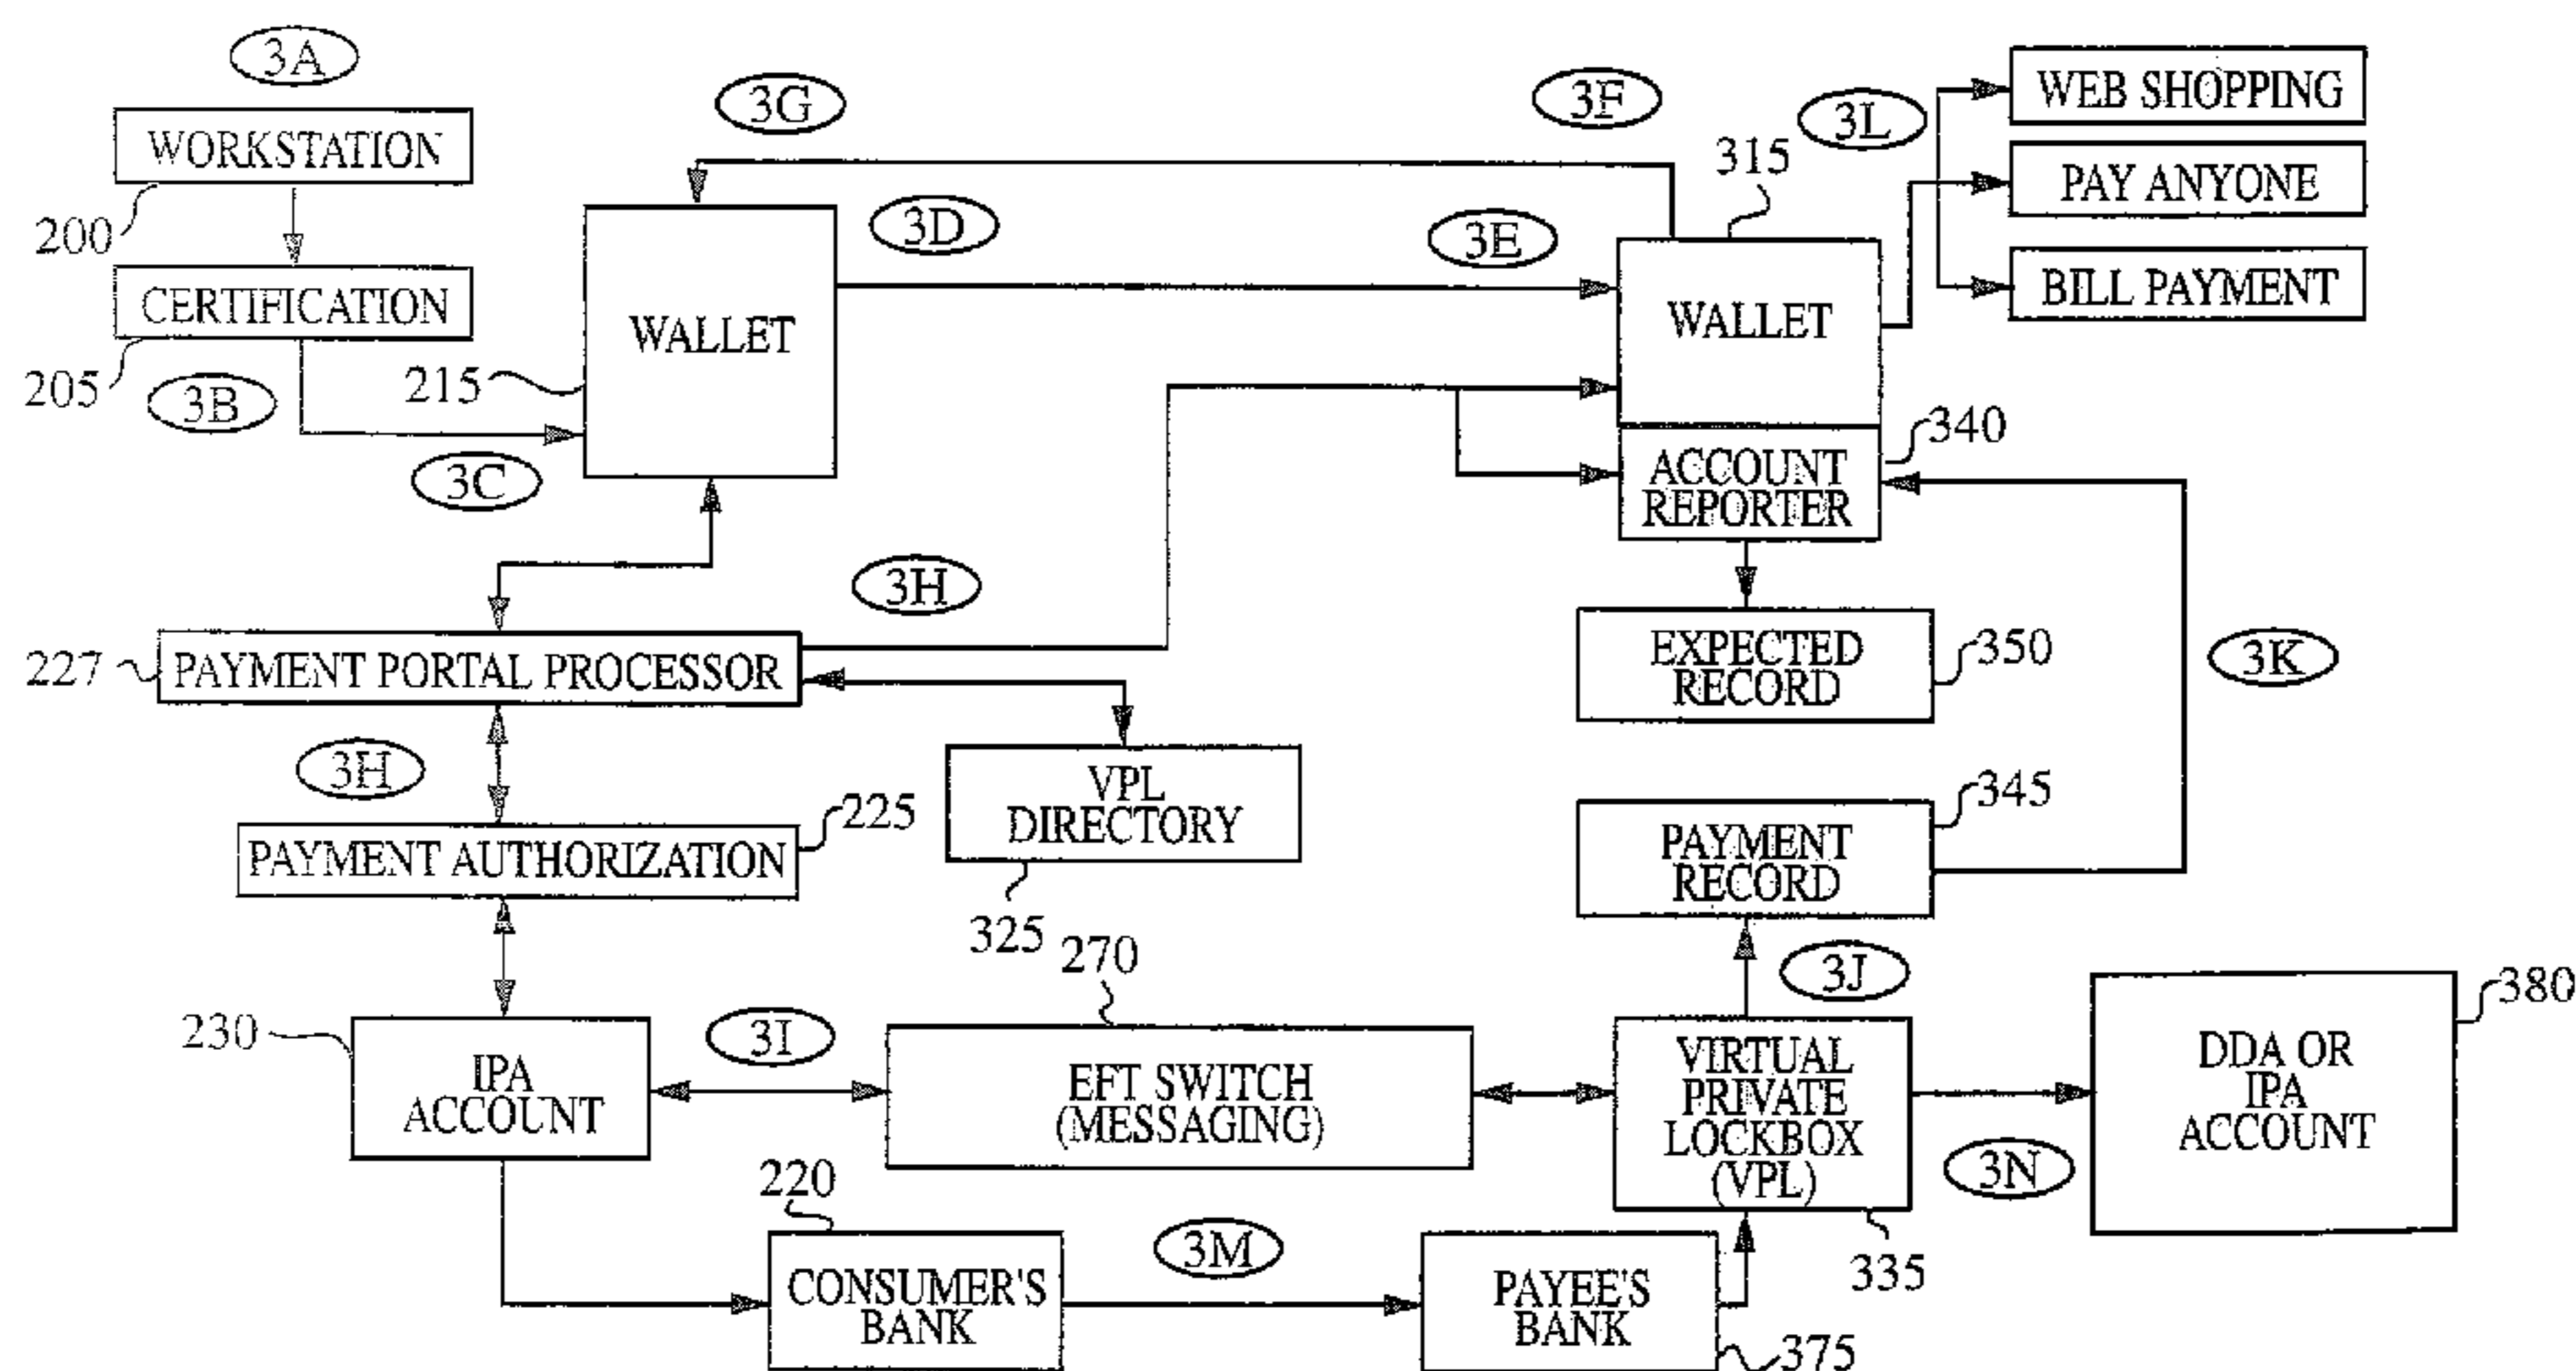 3A
WORKSTATION
200
CERTIFICATION
205
3B
3C
3G
WALLET
215
3D
3E
3F
WALLET
315
3L
WEB SHOPPING
PAY ANYONE
BILL PAYMENT
ACCOUNT
REPORTER
340
EXPECTED
RECORD
350
3K
3H
PAYMENT PORTAL PROCESSOR
227
3H
VPL
DIRECTORY
325
PAYMENT AUTHORIZATION
225
PAYMENT
RECORD
345
3J
230
IPA
ACCOUNT
3I
270
EFT SWITCH
(MESSAGING)
VIRTUAL
PRIVATE
LOCKBOX
(VPL)
335
3N
DDA OR
IPA
ACCOUNT
380
220
CONSUMER'S
BANK
3M
PAYEE'S
BANK
375